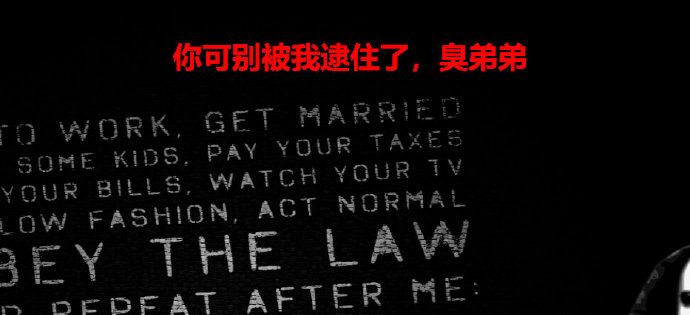 你可别被我逮住了，臭弟弟
TO WORK, GET MARRIED
SOME KIDS, PAY YOUR TAXES
YOUR BILLS, WATCH YOUR TV
LOW FASHION, ACT NORMAL
BEY THE LAW
REPEAT AFTER ME: